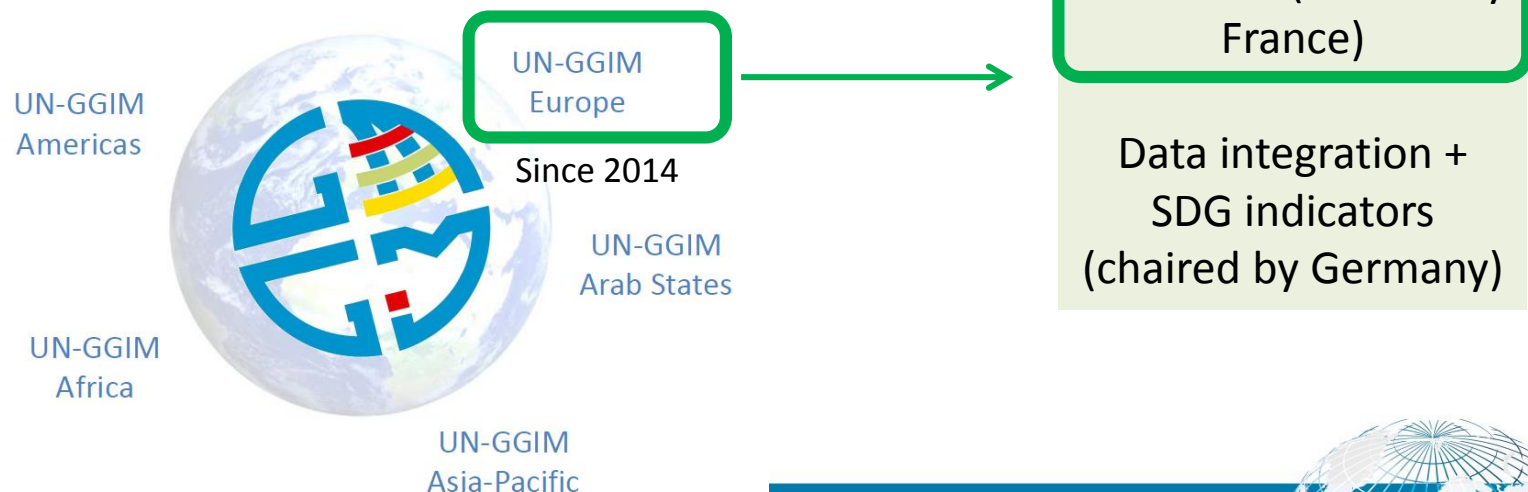 UN-GGIM
Americas
UN-GGIM
Europe
Since 2014
UN-GGIM
Arab States
UN-GGIM
Africa
UN-GGIM
Asia-Pacific
France)
Data integration +
SDG indicators
(chaired by Germany)